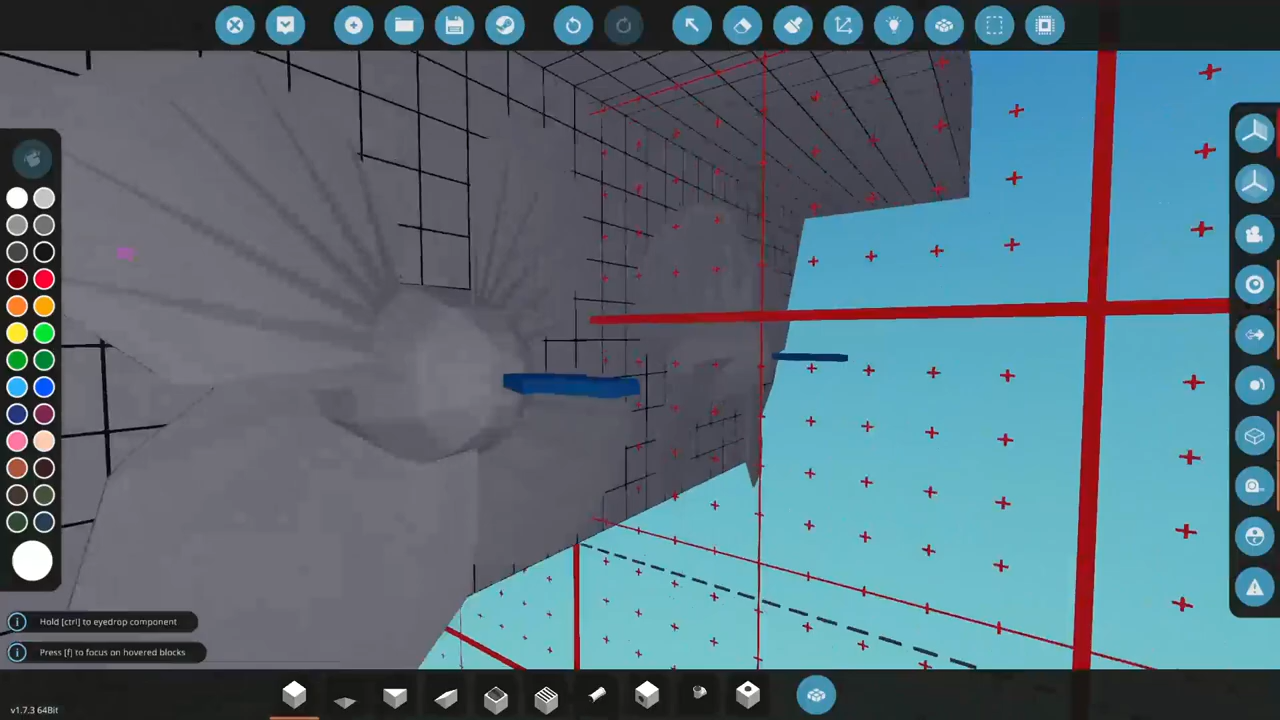 Hold [ctrl] to eyedrop component
Press [f] to focus on hovered blocks
v1.7.3 64Bit